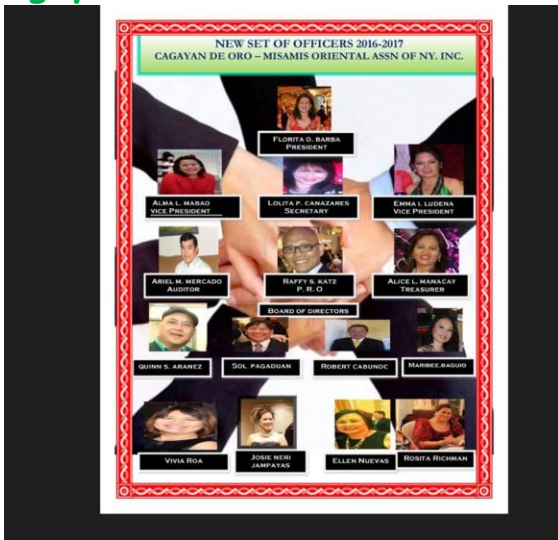 NEW SET OF OFFICERS 2016-2017
CAGAYAN DE ORO – MISAMIS ORIENTAL ASSN OF NY. INC.
FLORITA O. BARBA
PRESIDENT
ALMA L. MABAO
VICE PRESIDENT
LOLITA P. CANAZARES
SECRETARY
EMMA I. LUDENA
VICE PRESIDENT
ARIEL M. MERCADO
AUDITOR
RAFFY S. KATZ
P. R. O
ALICE L. MANACAY
TREASURER
BOARD OF DIRECTORS
QUINN S. ARANEZ
SOL PAGADUAN
ROBERT CABUNOC
MARIBEE.BAGUIO
VIVIA ROA
JOSIE NERI
JAMPAYAS
ELLEN NUEVAS
ROSITA RICHMAN